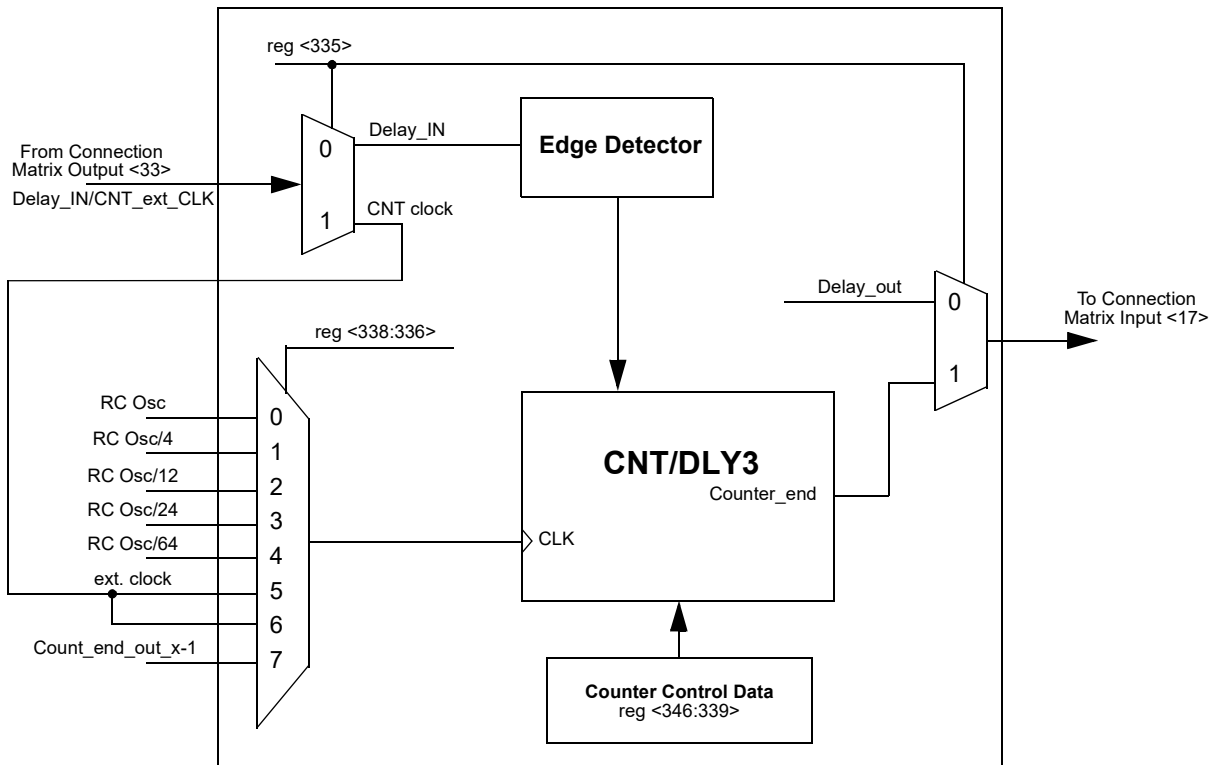 reg <335>
Delay_IN
Edge Detector
From Connection
Matrix Output <33>
Delay_IN/CNT_ext_CLK
0
1
CNT clock
Delay_out
0
1
To Connection
Matrix Input <17>
reg <338:336>
RC Osc
RC Osc/4
RC Osc/12
RC Osc/24
RC Osc/64
ext. clock
Count_end_out_x-1
0
1
2
3
4
5
6
7
CNT/DLY3
Counter_end
CLK
Counter Control Data
reg <346:339>